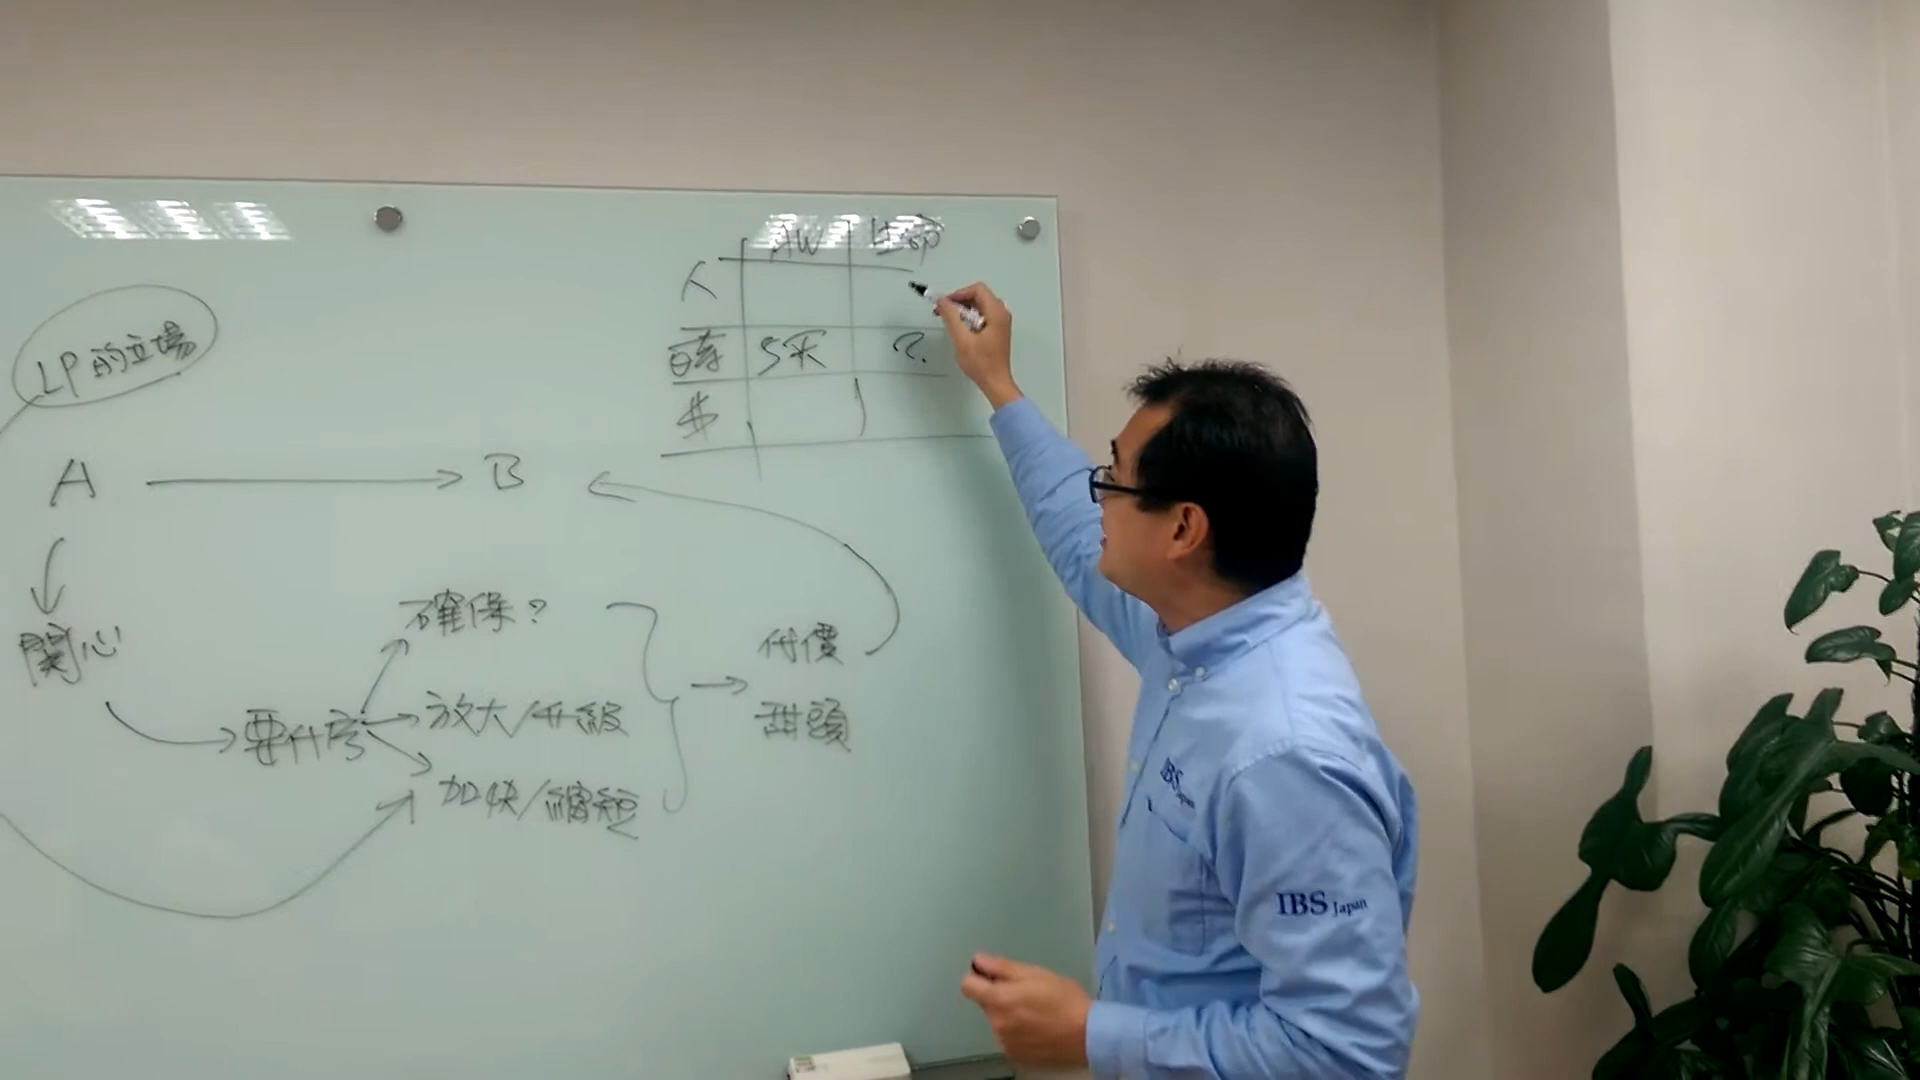 AW 生命
人
時 5天 ?
$
LP的立場
A → B
関心
確保?
要什麼
放大/升級
加快/縮短
付價
甜頭
IBS Japan
IBS Japan